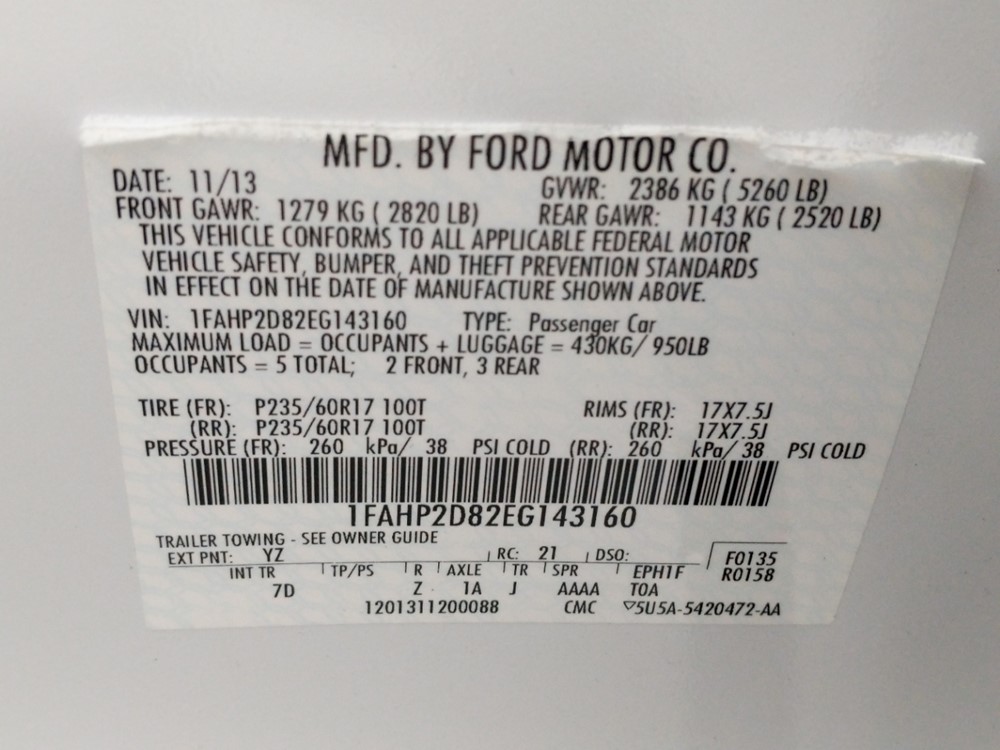 MFD. BY FORD MOTOR CO.
DATE: 11/13 GVWR: 2386 KG ( 5260 LB)
FRONT GAWR: 1279 KG ( 2820 LB) REAR GAWR: 1143 KG ( 2520 LB)
THIS VEHICLE CONFORMS TO ALL APPLICABLE FEDERAL MOTOR
VEHICLE SAFETY, BUMPER, AND THEFT PREVENTION STANDARDS
IN EFFECT ON THE DATE OF MANUFACTURE SHOWN ABOVE.
VIN: 1FAHP2D82EG143160 TYPE: Passenger Car
MAXIMUM LOAD = OCCUPANTS + LUGGAGE = 430KG/ 950LB
OCCUPANTS = 5 TOTAL; 2 FRONT, 3 REAR
TIRE (FR): P235/60R17 100T RIMS (FR): 17X7.5J
(RR): P235/60R17 100T (RR): 17X7.5J
PRESSURE (FR): 260 kPa/ 38 PSI COLD (RR): 260 kPa/ 38 PSI COLD
1FAHP2D82EG143160
TRAILER TOWING - SEE OWNER GUIDE
EXT PNT: YZ RC: 21 DSO: F0135
INT TR TP/PS R AXLE TR SPR EPH1F R0158
7D Z 1A J AAAA TOA
1201311200088 CMC ▽5U5A-5420472-AA